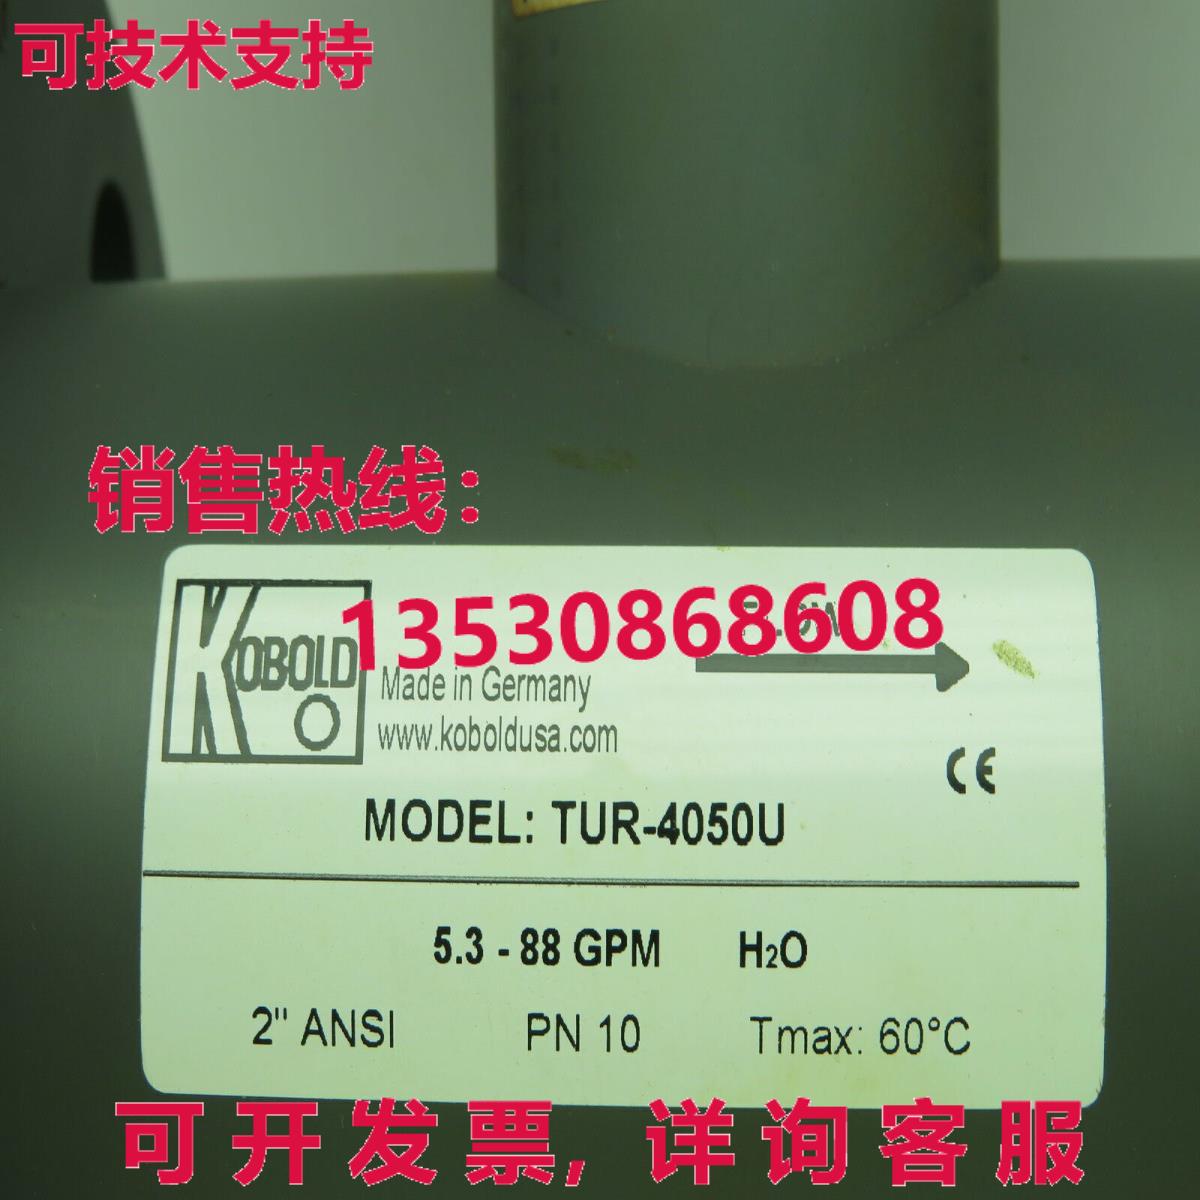 可技术支持
销售热线：
13530868608
KOBOLD
FLOW
Made in Germany
www.koboldusa.com
CE
MODEL: TUR-4050U
5.3 - 88 GPM H₂O
2" ANSI PN 10 Tmax: 60°C
可开发票, 详询客服